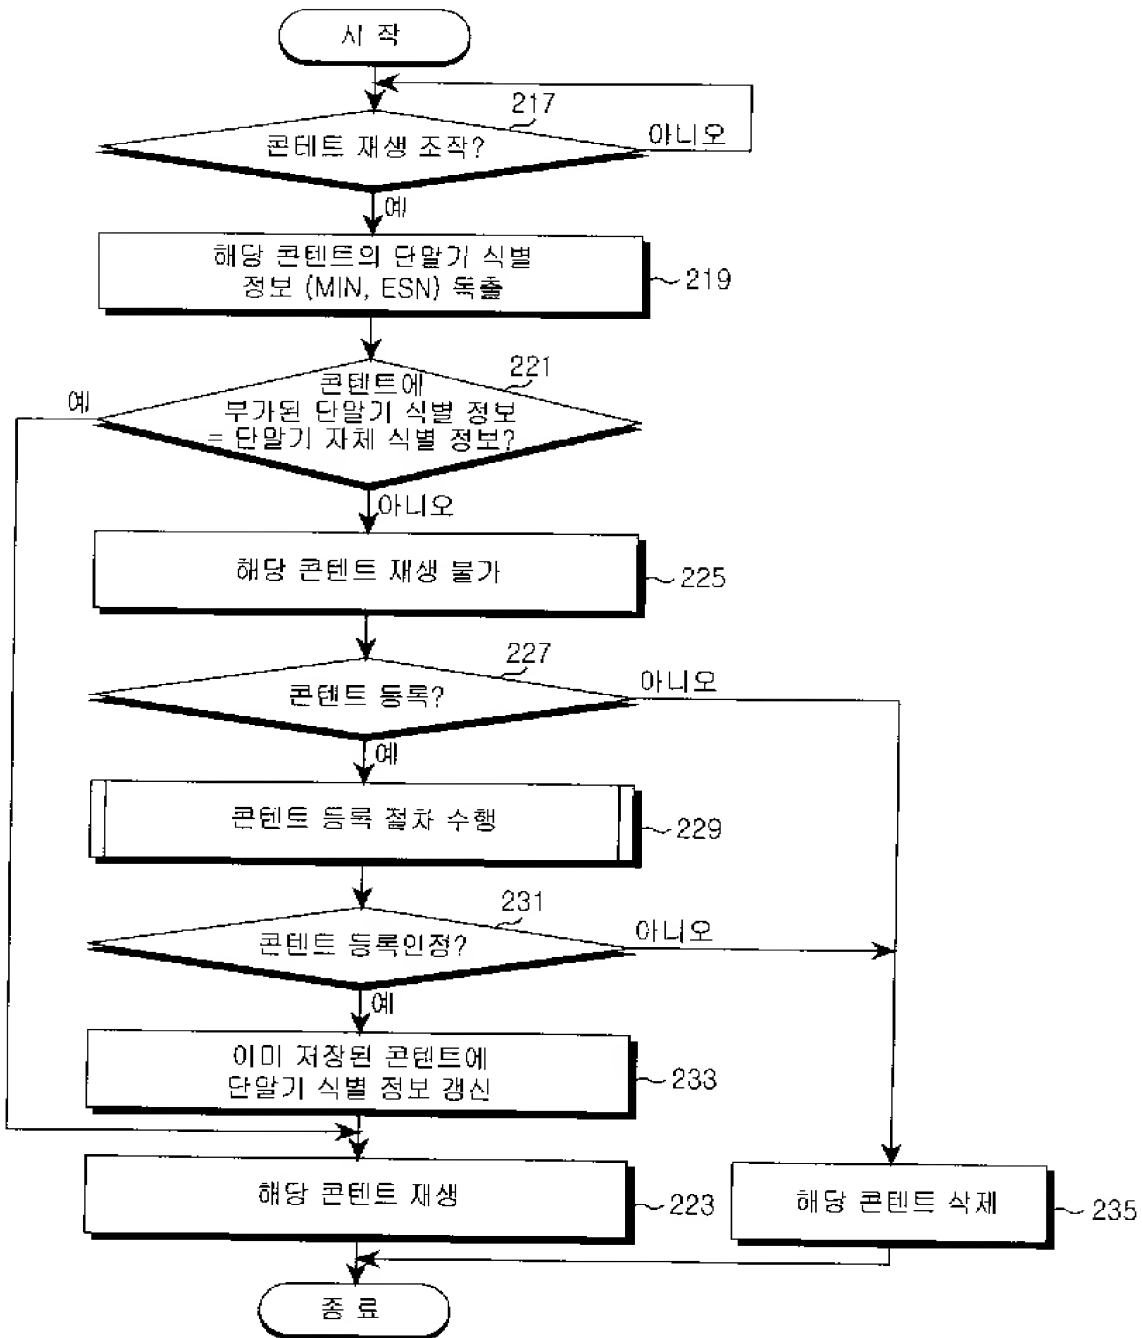 시 작
217
콘테트 재생 조작?
아니오
예
해당 콘텐트의 단말기 식별
정보 (MIN, ESN) 독출
219
221
예
콘텐트에
부가된 단말기 식별 정보
= 단말기 자체 식별 정보?
아니오
해당 콘텐트 재생 불가
225
227
콘텐트 등록?
아니오
예
콘텐트 등록 절차 수행
229
231
콘텐트 등록인정?
아니오
예
이미 저장된 콘텐트에
단말기 식별 정보 갱신
233
해당 콘텐트 재생
223
해당 콘텐트 삭제
235
종 료